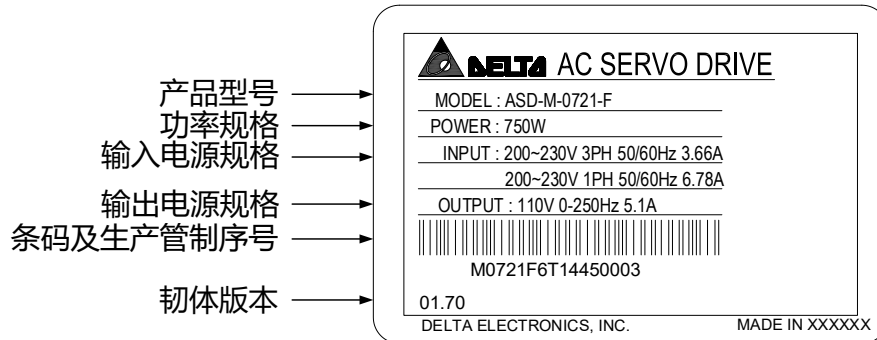 DELTA AC SERVO DRIVE
产品型号
MODEL : ASD-M-0721-F
功率规格
POWER : 750W
输入电源规格
INPUT : 200~230V 3PH 50/60Hz 3.66A
200~230V 1PH 50/60Hz 6.78A
输出电源规格
OUTPUT : 110V 0-250Hz 5.1A
条码及生产管制序号
M0721F6T14450003
韧体版本
01.70
DELTA ELECTRONICS, INC. MADE IN XXXXXX